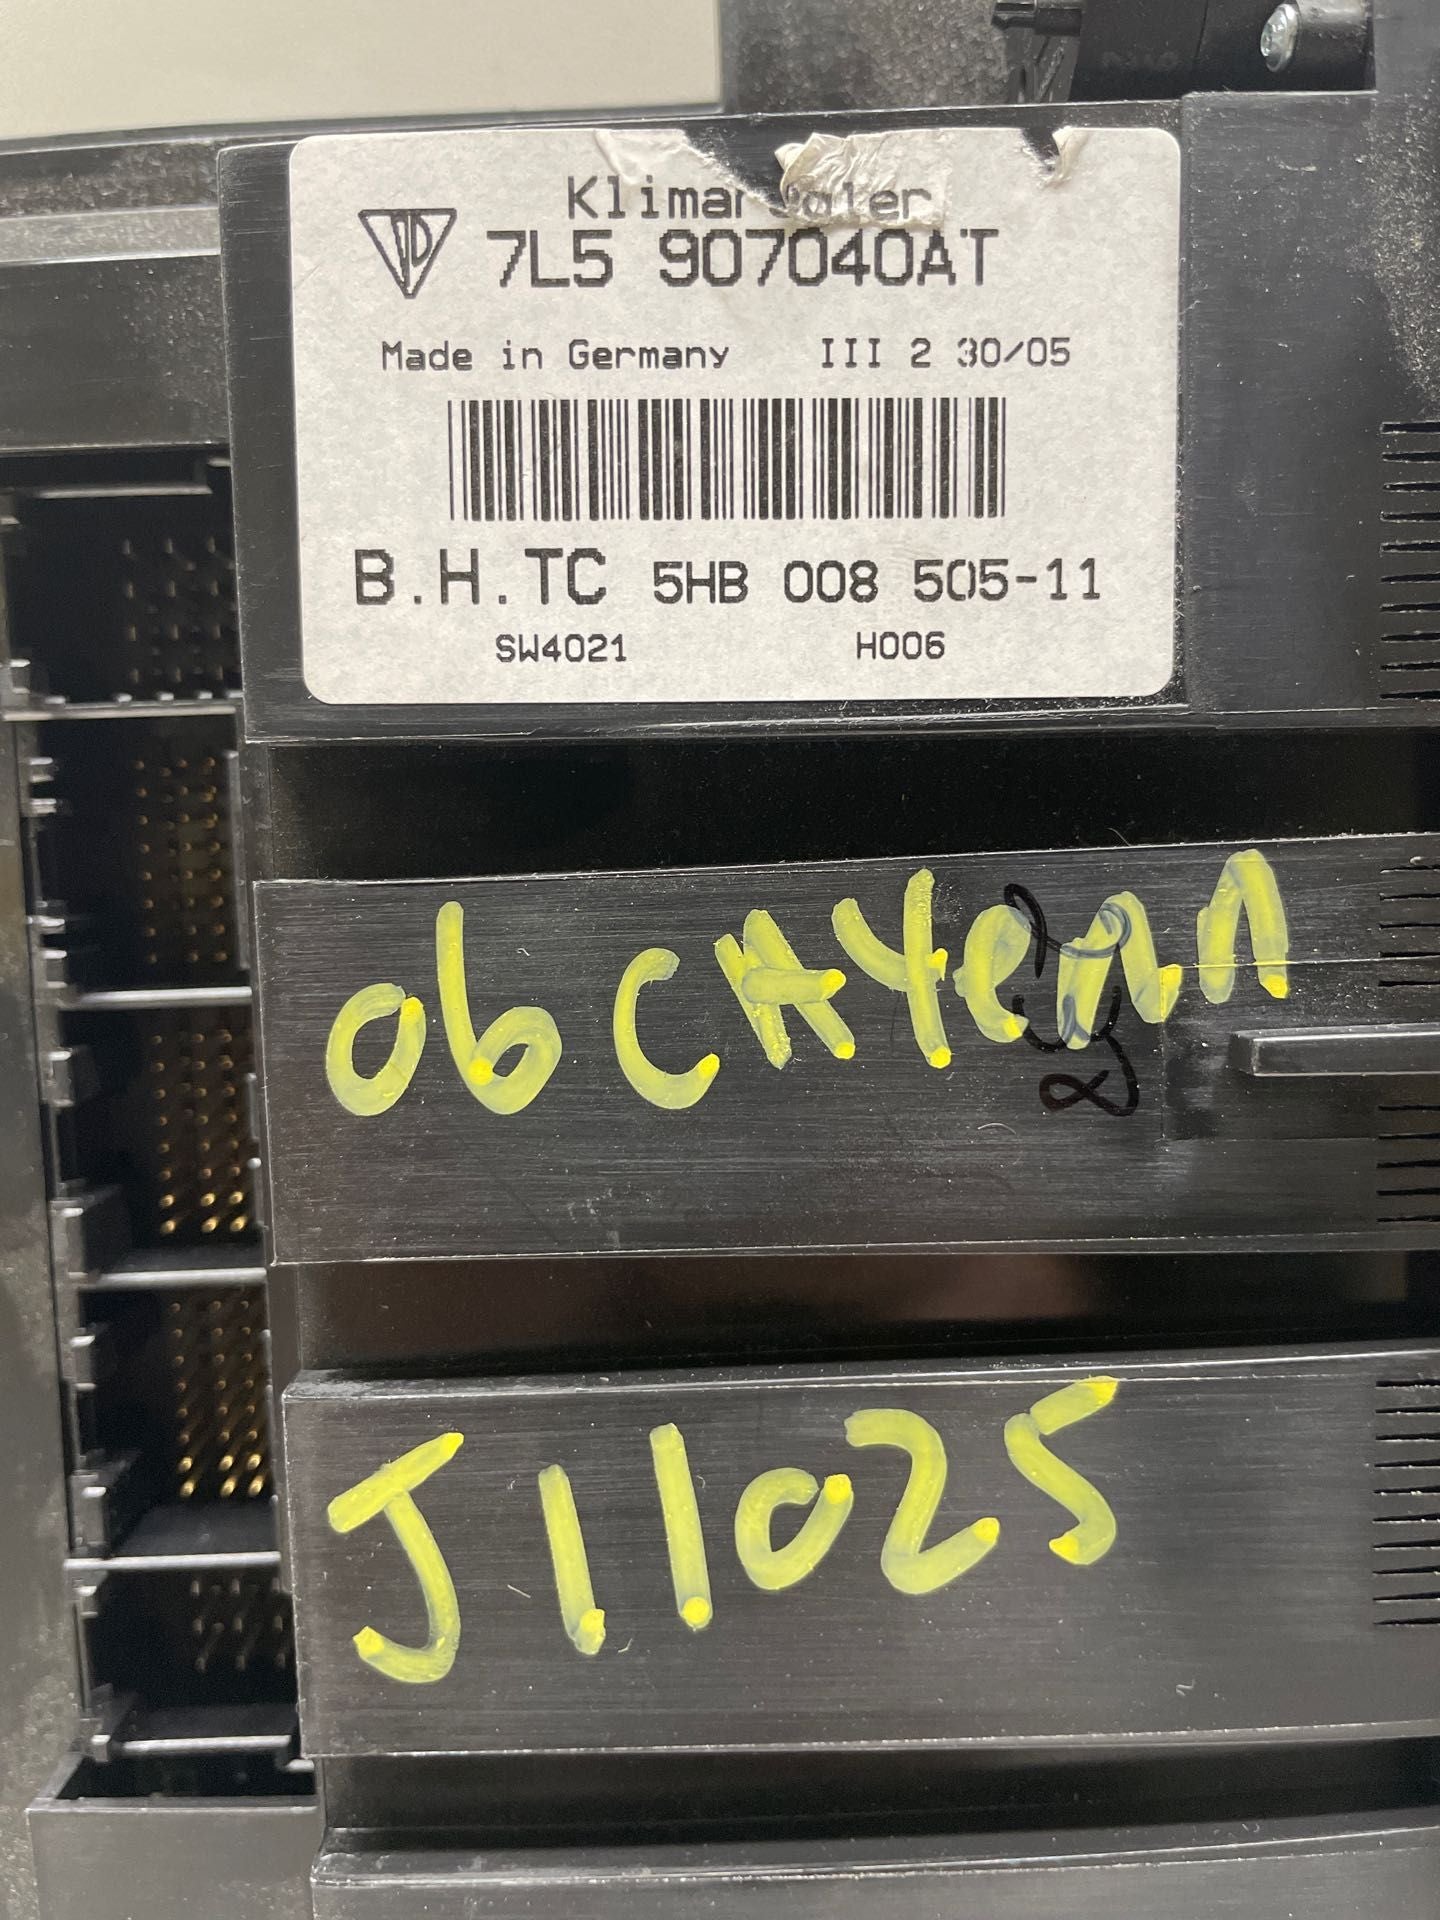 7L5 907040AT
Made in Germany III 2 30/05
B.H.TC 5HB 008 505-11
SW4021 H006
06 CAYENN
J11025